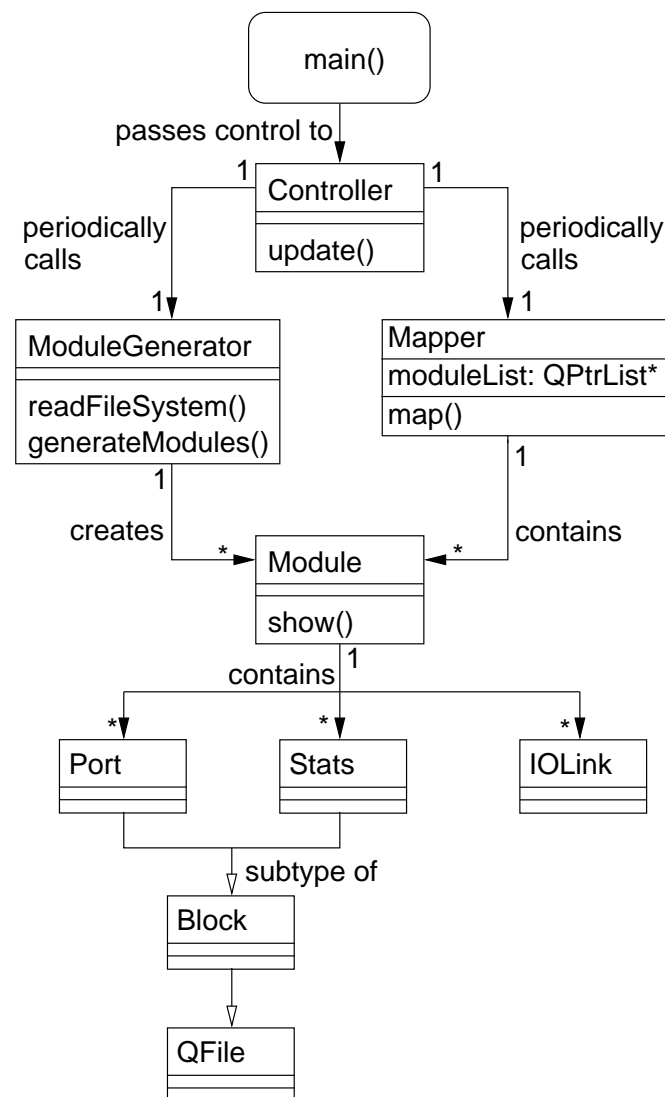 main()
passes control to
1
Controller
1
update()
periodically
calls
periodically
calls
1
1
ModuleGenerator
readFileSystem()
generateModules()
Mapper
moduleList: QPtrList*
map()
1
1
creates
*
Module
*
contains
show()
1
contains
*
*
*
Port
Stats
IOLink
subtype of
Block
QFile